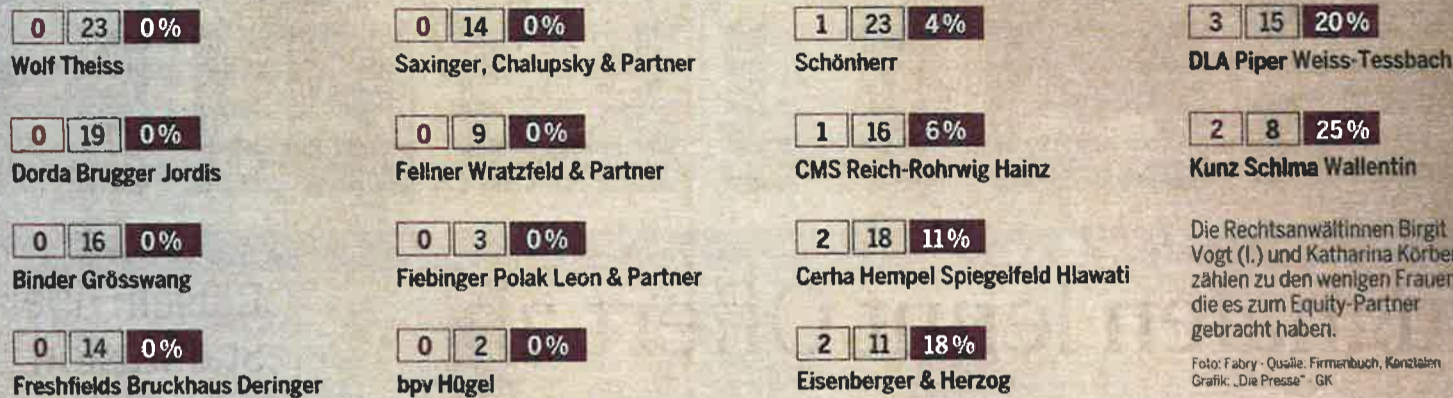 0 23 0%
Wolf Theiss
0 19 0%
Dorda Brugger Jordis
0 16 0%
Binder Grösswang
0 14 0%
Freshfields Bruckhaus Deringer
0 14 0%
Saxinger, Chalupsky & Partner
0 9 0%
Fellner Wratzfeld & Partner
0 3 0%
Fiebinger Polak Leon & Partner
0 2 0%
bpv Hügel
1 23 4%
Schönherr
1 16 6%
CMS Reich-Rohrwig Hainz
2 18 11%
Cerha Hempel Spiegelfeld Hlawati
2 11 18%
Eisenberger & Herzog
3 15 20%
DLA Piper Weiss-Tessbach
2 8 25%
Kunz Schima Wallentin
Die Rechtsanwältinnen Birgit
Vogt (l.) und Katharina Körber
zählen zu den wenigen Frauen
die es zum Equity-Partner
gebracht haben.
Foto: Fabry · Quelle: Firmenbuch, Kanzleien
Grafik: „Die Presse" · GK